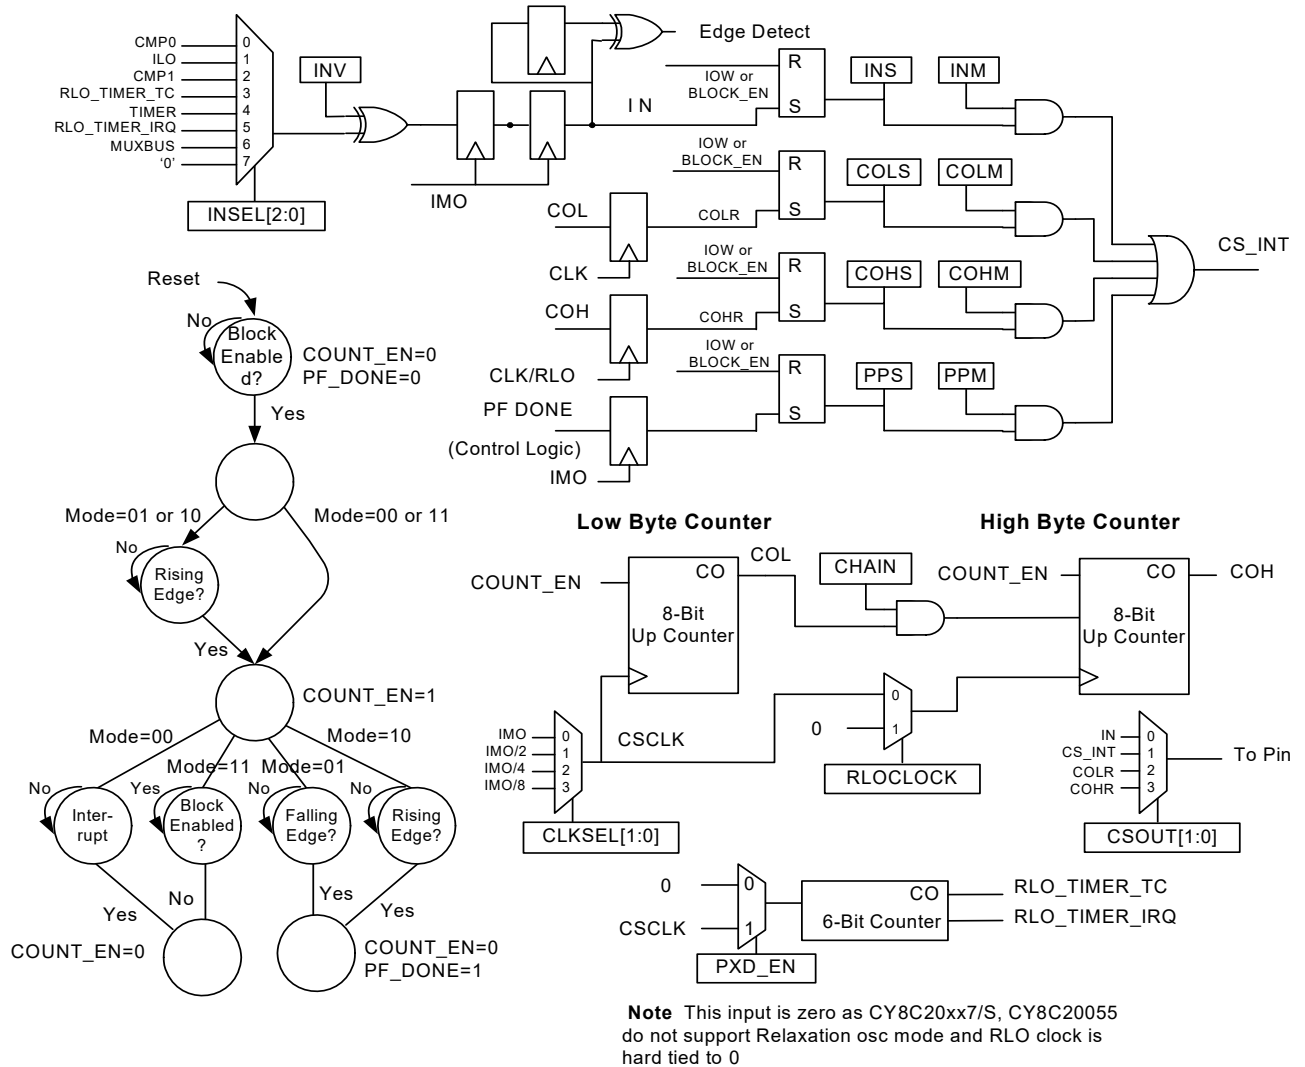 CMP0
ILO
CMP1
RLO_TIMER_TC
TIMER
RLO_TIMER_IRQ
MUXBUS
‘0’
0
1
2
3
4
5
6
7
INSEL[2:0]
INV
IMO
Edge Detect
I N
IOW or
BLOCK_EN
R
S
INS
INM
COL
CLK
COLR
IOW or
BLOCK_EN
R
S
COLS
COLM
COH
CLK/RLO
COHR
IOW or
BLOCK_EN
R
S
COHS
COHM
PF DONE
(Control Logic)
IMO
IOW or
BLOCK_EN
R
S
PPS
PPM
CS_INT
Reset
No
Block
Enable
d?
COUNT_EN=0
PF_DONE=0
Yes
Mode=01 or 10
Mode=00 or 11
No
Rising
Edge?
Yes
COUNT_EN=1
Mode=00
Mode=11
Mode=01
Mode=10
No
Inter-
rupt
Yes
Block
Enabled
?
No
Falling
Edge?
No
Rising
Edge?
Yes
No
Yes
Yes
COUNT_EN=0
COUNT_EN=0
PF_DONE=1
Low Byte Counter
High Byte Counter
COUNT_EN
CO
8-Bit
Up Counter
COL
CHAIN
COUNT_EN
CO
8-Bit
Up Counter
COH
IMO
IMO/2
IMO/4
IMO/8
0
1
2
3
CLKSEL[1:0]
CSCLK
0
0
1
RLOCLOCK
IN
CS_INT
COLR
COHR
0
1
2
3
To Pin
CSOUT[1:0]
0
CSCLK
0
1
PXD_EN
CO
6-Bit Counter
RLO_TIMER_TC
RLO_TIMER_IRQ
Note This input is zero as CY8C20xx7/S, CY8C20055
do not support Relaxation osc mode and RLO clock is
hard tied to 0